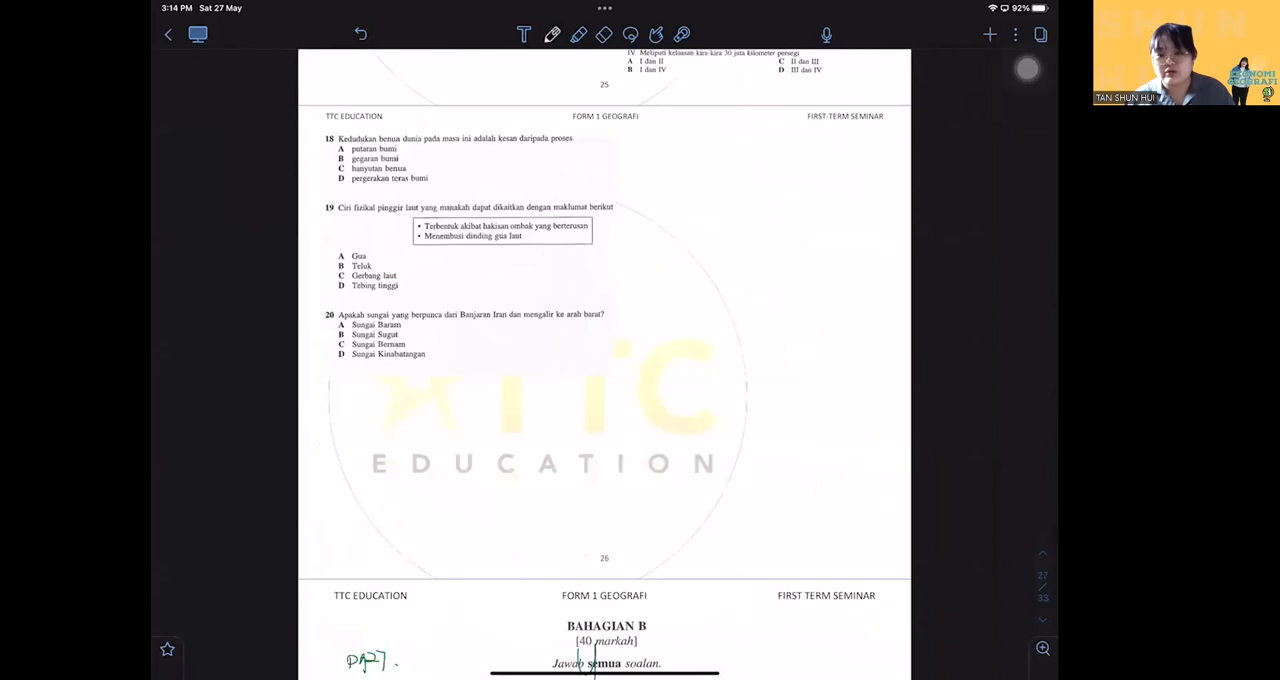 3:14 PM Sat 27 May
92%
T
IV Meliputi keluasan kira-kira 30 juta kilometer persegi
A I dan II
C II dan III
B I dan IV
D III dan IV
25
TTC EDUCATION
FORM 1 GEOGRAFI
FIRST-TERM SEMINAR
18 Kedudukan benua dunia pada masa ini adalah kesan daripada proses
A putaran bumi
B gegaran bumi
C hanyutan benua
D pergerakan teras bumi
19 Ciri fizikal pinggir laut yang manakah dapat dikaitkan dengan maklumat berikut
• Terbentuk akibat hakisan ombak yang berterusan
• Menembusi dinding gua laut
A Gua
B Teluk
C Gerbang laut
D Tebing tinggi
20 Apakah sungai yang berpunca dari Banjaran Iran dan mengalir ke arah barat?
A Sungai Baram
B Sungai Sugut
C Sungai Bernam
D Sungai Kinabatangan
TTC
EDUCATION
26
27
/
33
TTC EDUCATION
FORM 1 GEOGRAFI
FIRST TERM SEMINAR
BAHAGIAN B
[40 markah]
Jawab semua soalan.
TAN SHUN HUI
EKONOMI
GEOGRAFI